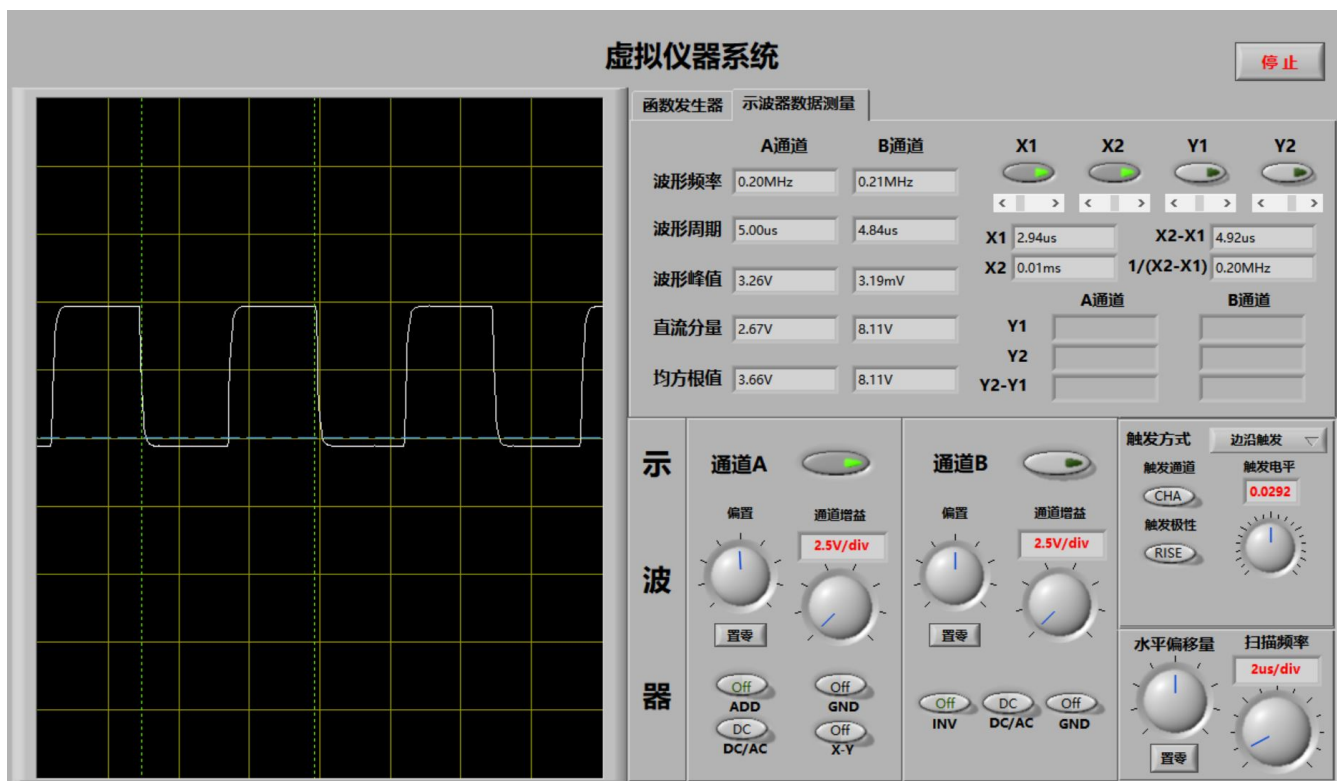 虚拟仪器系统
停止
函数发生器 示波器数据测量
A通道 B通道 X1 X2 Y1 Y2
波形频率 0.20MHz 0.21MHz
波形周期 5.00us 4.84us
X1 2.94us X2-X1 4.92us
X2 0.01ms 1/(X2-X1) 0.20MHz
波形峰值 3.26V 3.19mV
A通道 B通道
直流分量 2.67V 8.11V
Y1
Y2
均方根值 3.66V 8.11V
Y2-Y1
示
波
器
通道A
偏置 通道增益
2.5V/div
置零
Off Off
ADD GND
DC Off
DC/AC X-Y
通道B
偏置 通道增益
2.5V/div
置零
Off DC Off
INV DC/AC GND
触发方式 边沿触发
触发通道 触发电平
CHA 0.0292
触发极性
RISE
水平偏移量 扫描频率
2us/div
置零